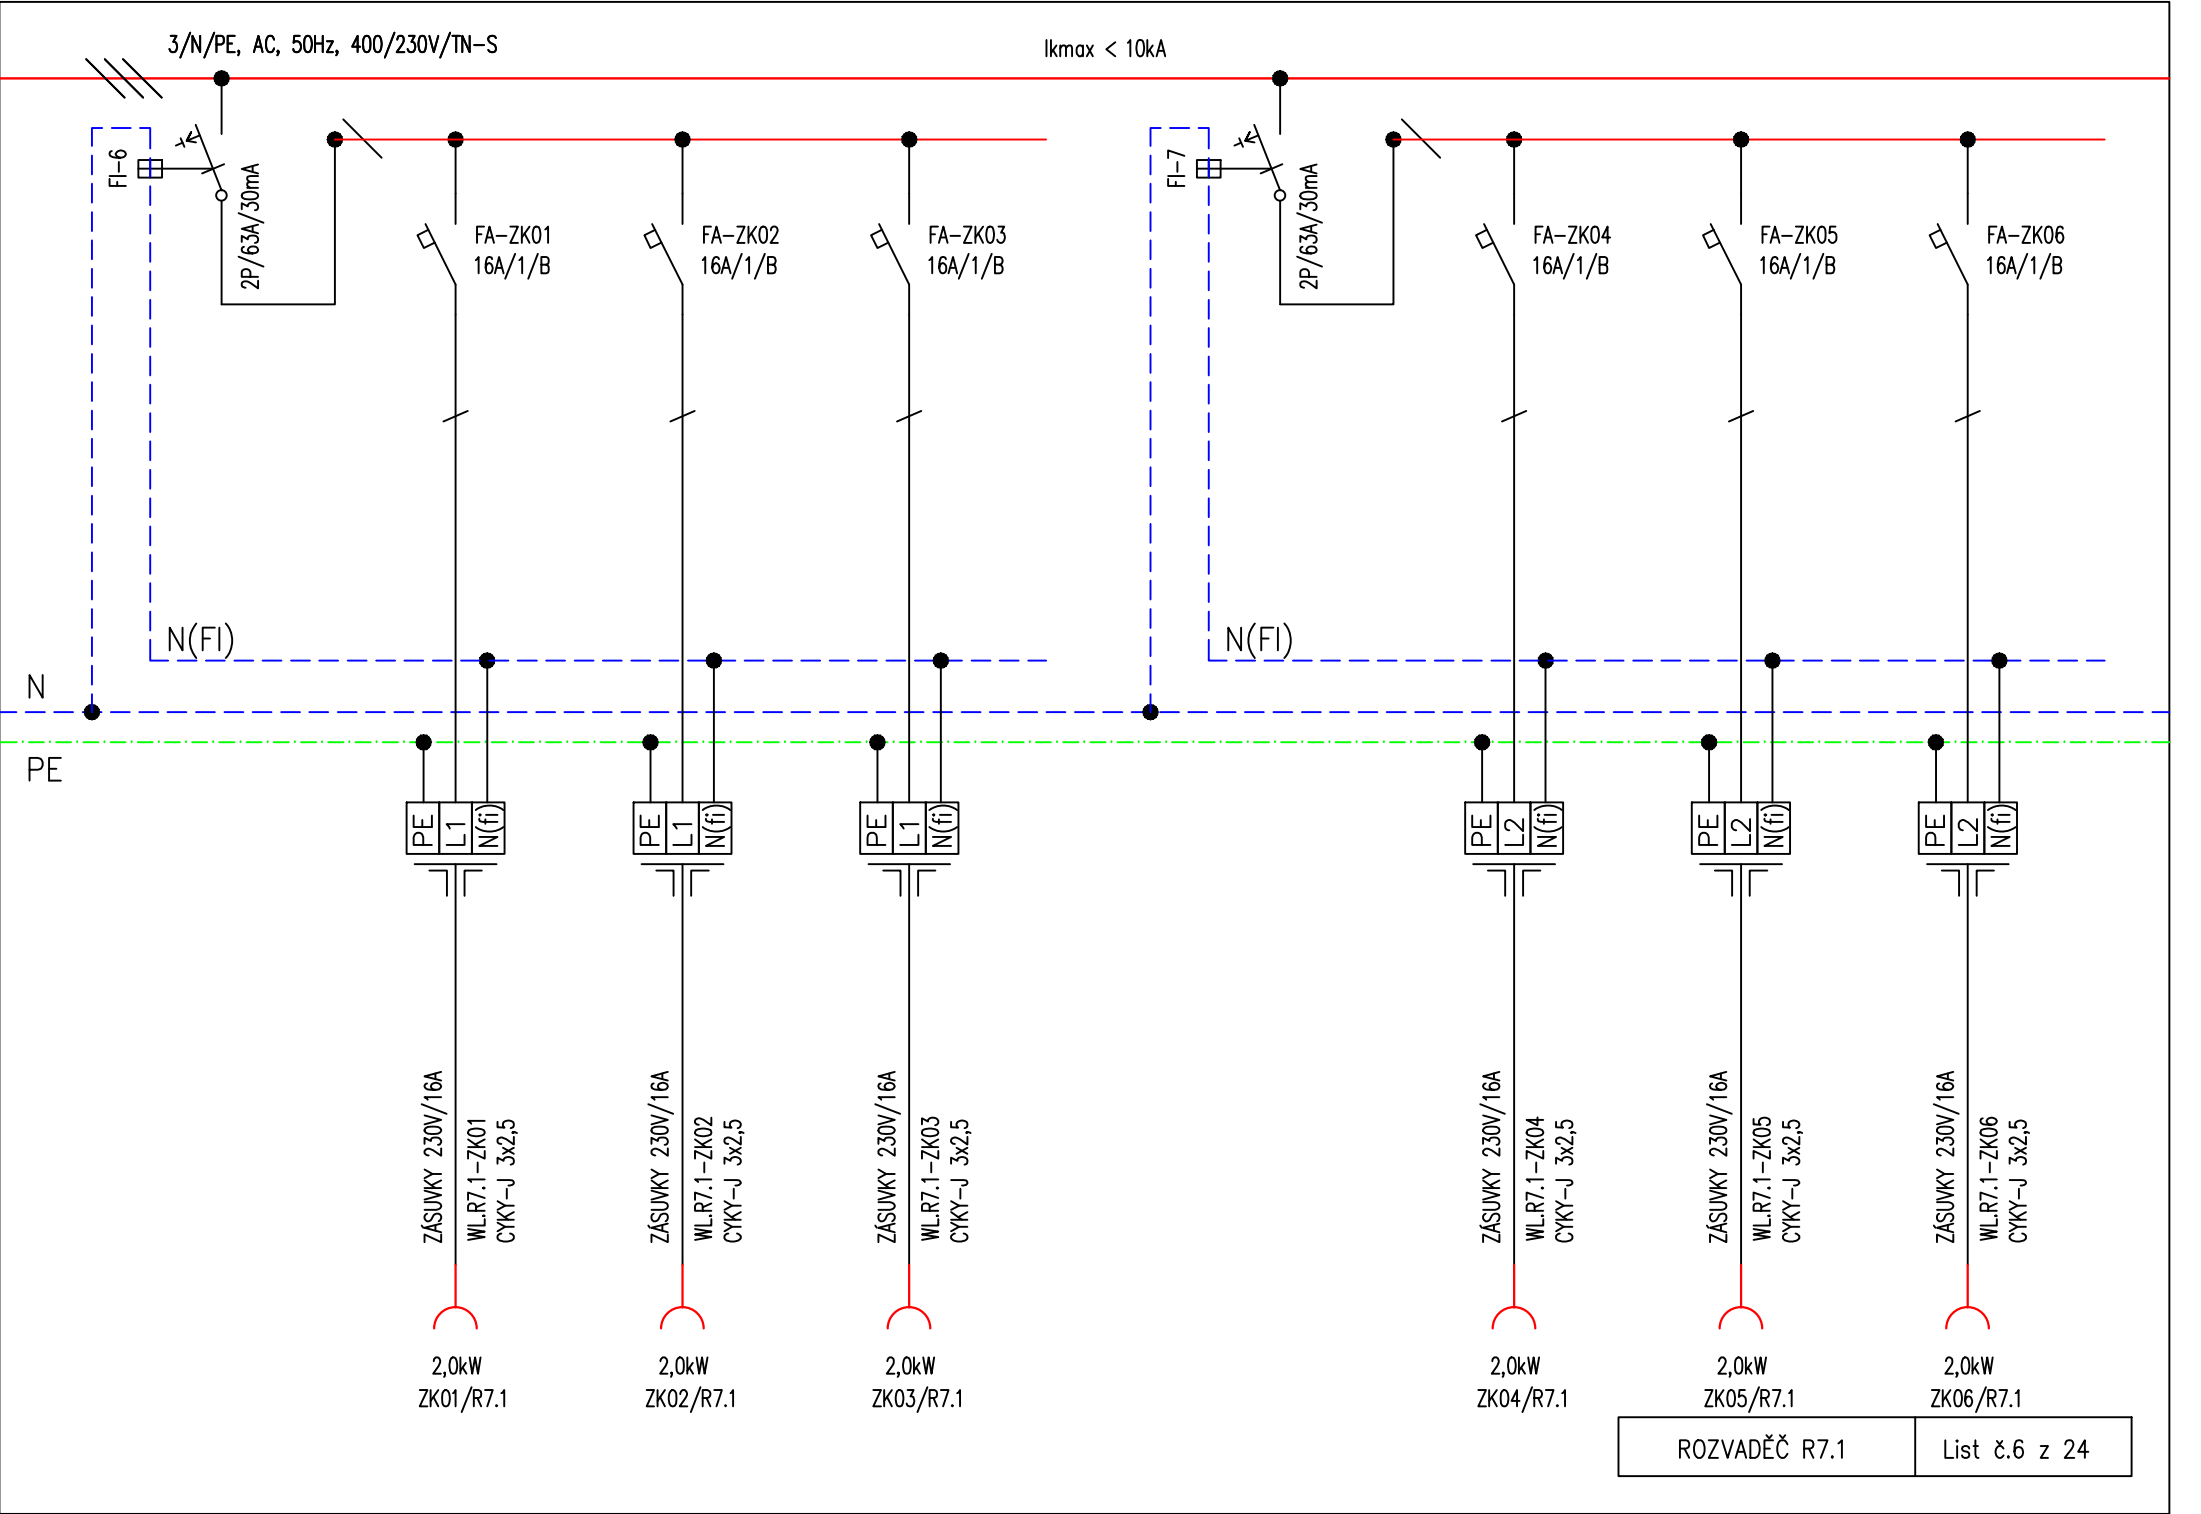 3/N/PE, AC, 50Hz, 400/230V/TN-S
Ikmax < 10kA
FI-6
2P/63A/30mA
FA-ZK01
16A/1/B
FA-ZK02
16A/1/B
FA-ZK03
16A/1/B
FI-7
2P/63A/30mA
FA-ZK04
16A/1/B
FA-ZK05
16A/1/B
FA-ZK06
16A/1/B
N(FI)
N(FI)
N
PE
PE L1 N(fi)
PE L1 N(fi)
PE L1 N(fi)
PE L2 N(fi)
PE L2 N(fi)
PE L2 N(fi)
ZÁSUVKY 230V/16A
WL.R7.1-ZK01
CYKY-J 3x2,5
ZÁSUVKY 230V/16A
WL.R7.1-ZK02
CYKY-J 3x2,5
ZÁSUVKY 230V/16A
WL.R7.1-ZK03
CYKY-J 3x2,5
ZÁSUVKY 230V/16A
WL.R7.1-ZK04
CYKY-J 3x2,5
ZÁSUVKY 230V/16A
WL.R7.1-ZK05
CYKY-J 3x2,5
ZÁSUVKY 230V/16A
WL.R7.1-ZK06
CYKY-J 3x2,5
2,0kW
ZK01/R7.1
2,0kW
ZK02/R7.1
2,0kW
ZK03/R7.1
2,0kW
ZK04/R7.1
2,0kW
ZK05/R7.1
2,0kW
ZK06/R7.1
ROZVADĚČ R7.1
List č.6 z 24